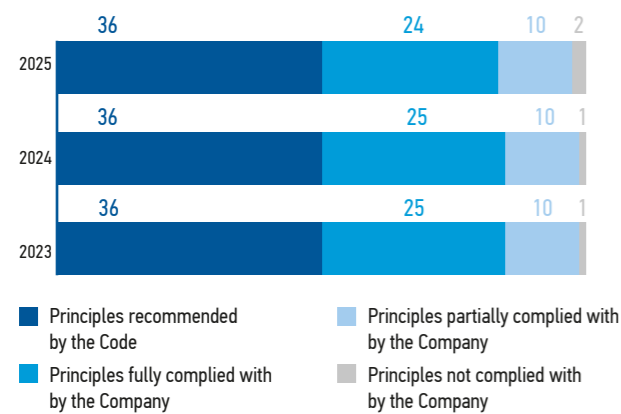 36 24 10 2
2025
36 25 10 1
2024
36 25 10 1
2023
Principles recommended
by the Code
Principles partially complied with
by the Company
Principles fully complied with
by the Company
Principles not complied with
by the Company